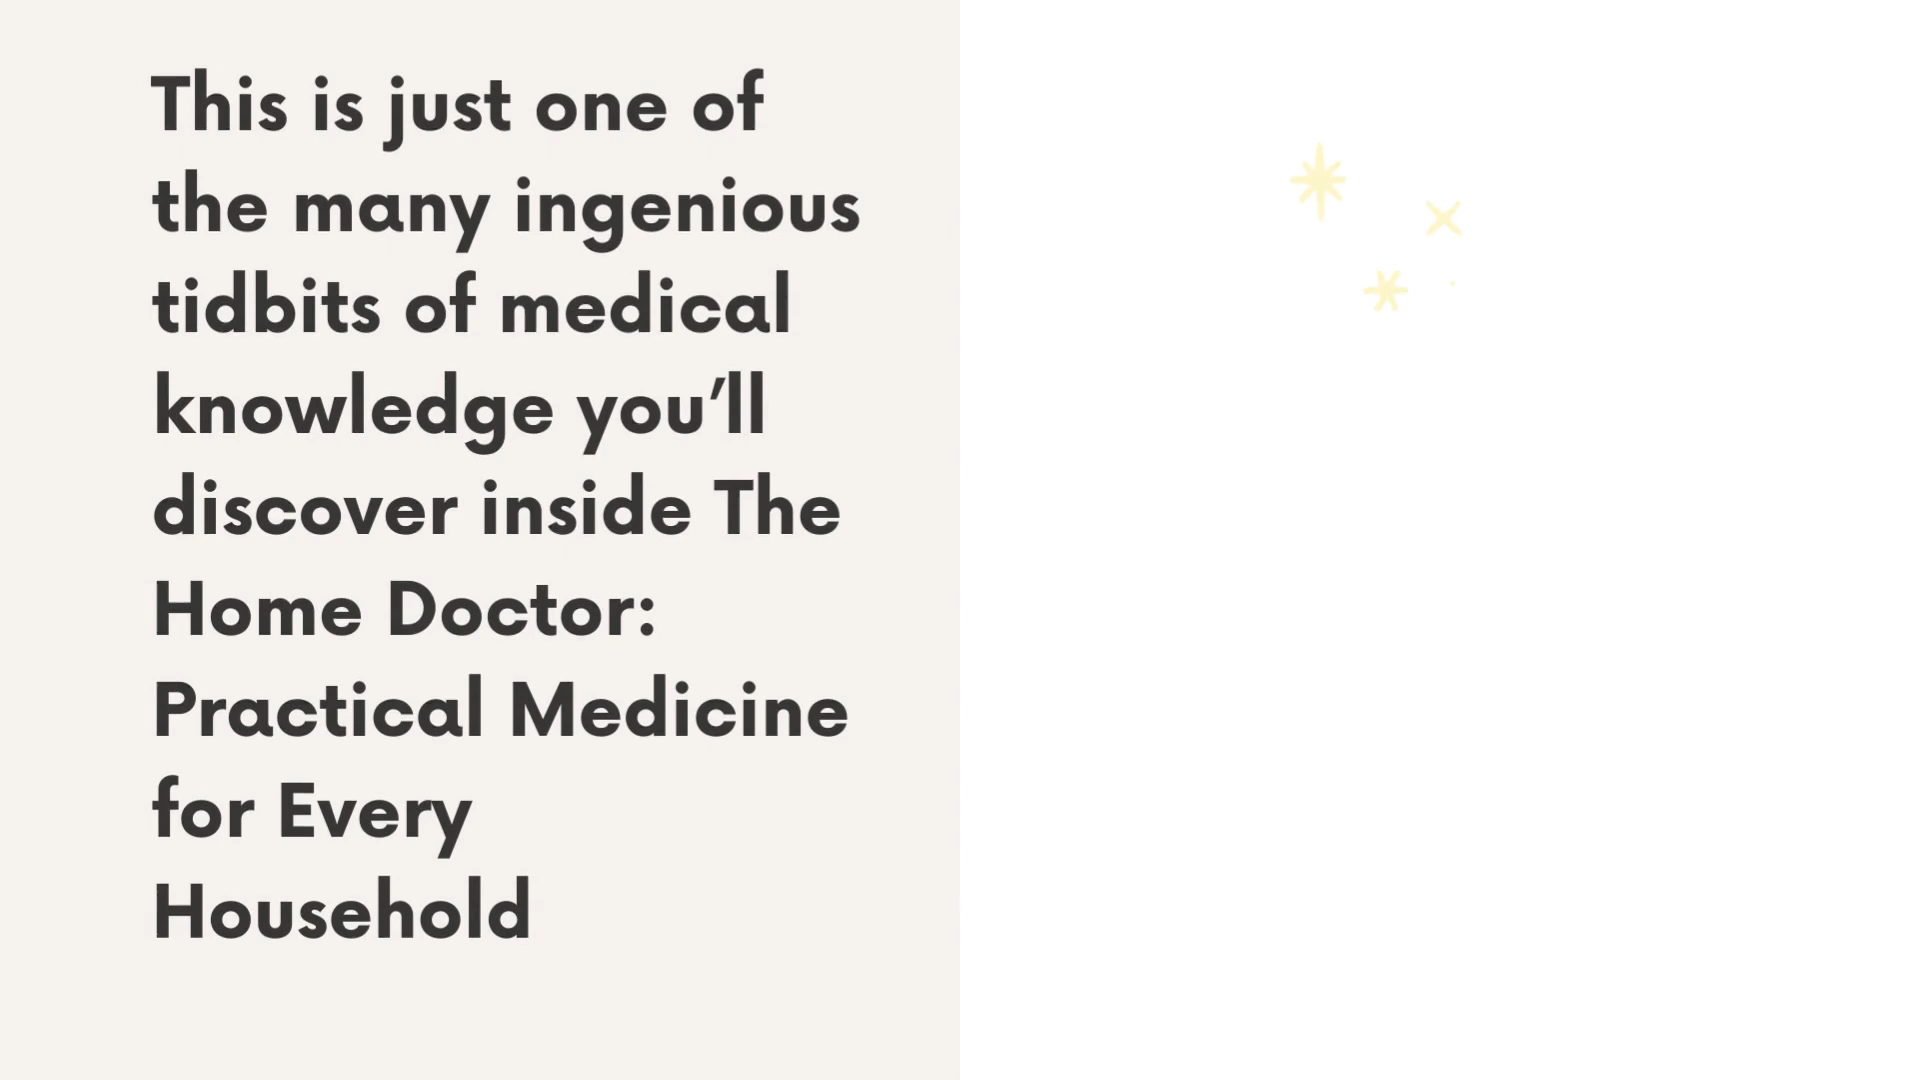 This is just one of
the many ingenious
tidbits of medical
knowledge you’ll
discover inside The
Home Doctor:
Practical Medicine
for Every
Household